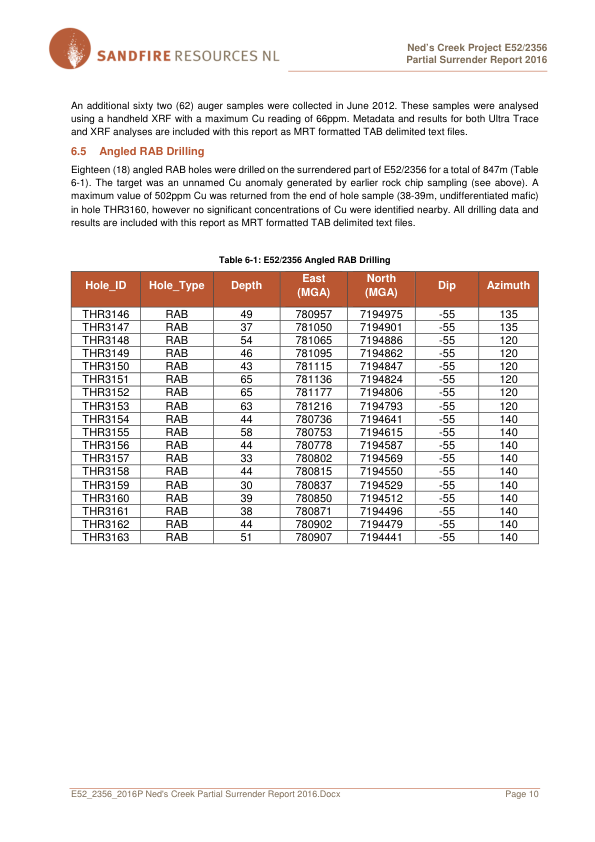 SANDFIRE RESOURCES NL
Ned's Creek Project E52/2356
Partial Surrender Report 2016
An additional sixty two (62) auger samples were collected in June 2012. These samples were analysed
using a handheld XRF with a maximum Cu reading of 66ppm. Metadata and results for both Ultra Trace
and XRF analyses are included with this report as MRT formatted TAB delimited text files.
6.5 Angled RAB Drilling
Eighteen (18) angled RAB holes were drilled on the surrendered part of E52/2356 for a total of 847m (Table
6-1). The target was an unnamed Cu anomaly generated by earlier rock chip sampling (see above). A
maximum value of 502ppm Cu was returned from the end of hole sample (38-39m, undifferentiated mafic)
in hole THR3160, however no significant concentrations of Cu were identified nearby. All drilling data and
results are included with this report as MRT formatted TAB delimited text files.
Table 6-1: E52/2356 Angled RAB Drilling
Hole_ID Hole_Type Depth East (MGA) North (MGA) Dip Azimuth
THR3146 RAB 49 780957 7194975 -55 135
THR3147 RAB 37 781050 7194901 -55 135
THR3148 RAB 54 781065 7194886 -55 120
THR3149 RAB 46 781095 7194862 -55 120
THR3150 RAB 43 781115 7194847 -55 120
THR3151 RAB 65 781136 7194824 -55 120
THR3152 RAB 65 781177 7194806 -55 120
THR3153 RAB 63 781216 7194793 -55 120
THR3154 RAB 44 780736 7194641 -55 140
THR3155 RAB 58 780753 7194615 -55 140
THR3156 RAB 44 780778 7194587 -55 140
THR3157 RAB 33 780802 7194569 -55 140
THR3158 RAB 44 780815 7194550 -55 140
THR3159 RAB 30 780837 7194529 -55 140
THR3160 RAB 39 780850 7194512 -55 140
THR3161 RAB 38 780871 7194496 -55 140
THR3162 RAB 44 780902 7194479 -55 140
THR3163 RAB 51 780907 7194441 -55 140
E52_2356_2016P Ned's Creek Partial Surrender Report 2016.Docx
Page 10